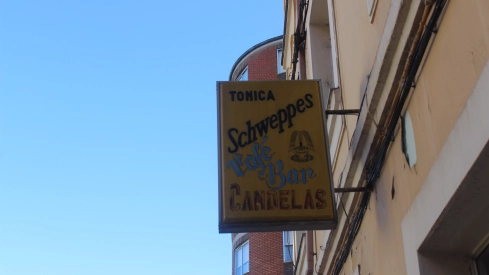 TONICA
Schweppes
Café
Bar
CANDELAS